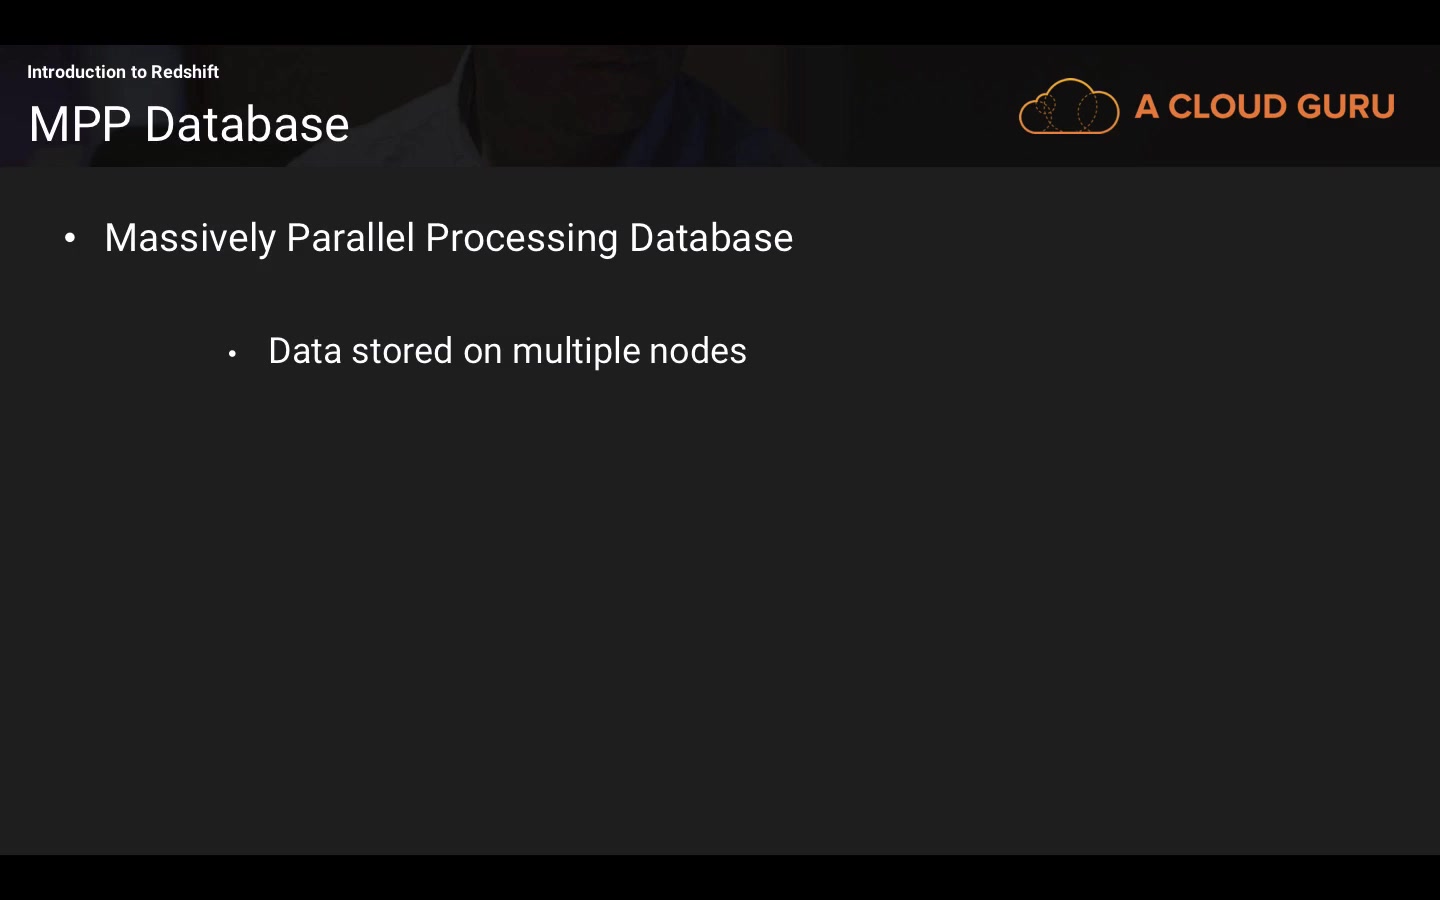 Introduction to Redshift
MPP Database
A CLOUD GURU
• Massively Parallel Processing Database
• Data stored on multiple nodes